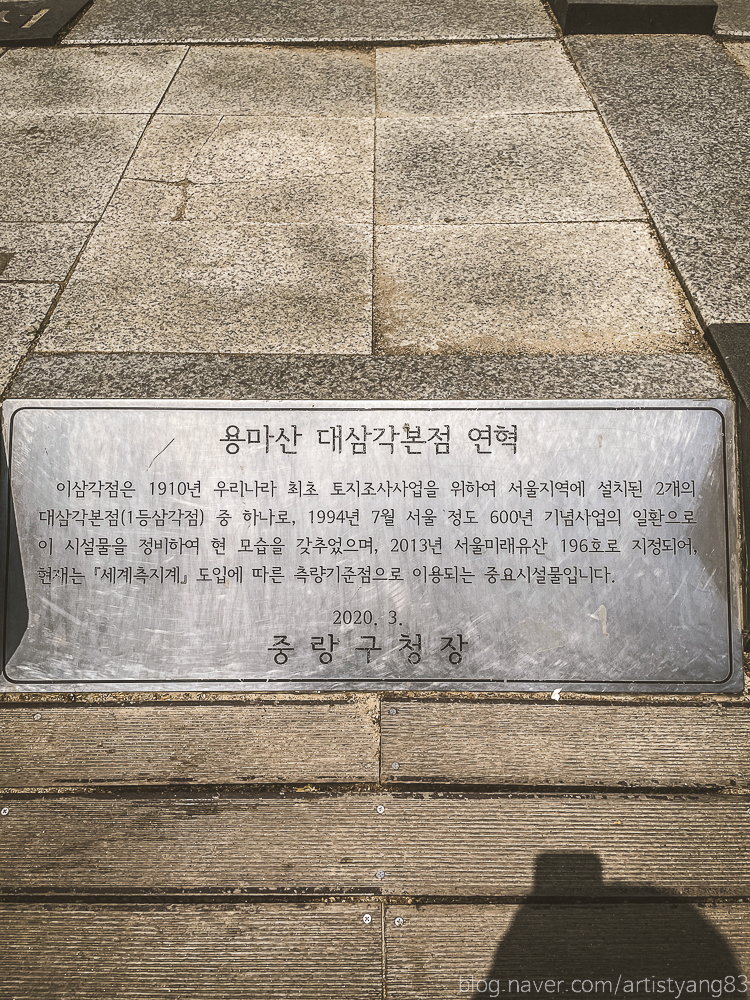 용마산 대삼각본점 연혁
이삼각점은 1910년 우리나라 최초 토지조사사업을 위하여 서울지역에 설치된 2개의
대삼각본점(1등삼각점) 중 하나로, 1994년 7월 서울 정도 600년 기념사업의 일환으로
이 시설물을 정비하여 현 모습을 갖추었으며, 2013년 서울미래유산 196호로 지정되어,
현재는 『세계측지계』 도입에 따른 측량기준점으로 이용되는 중요시설물입니다.
2020. 3.
중 랑 구 청 장
blog.naver.com/artistyang83